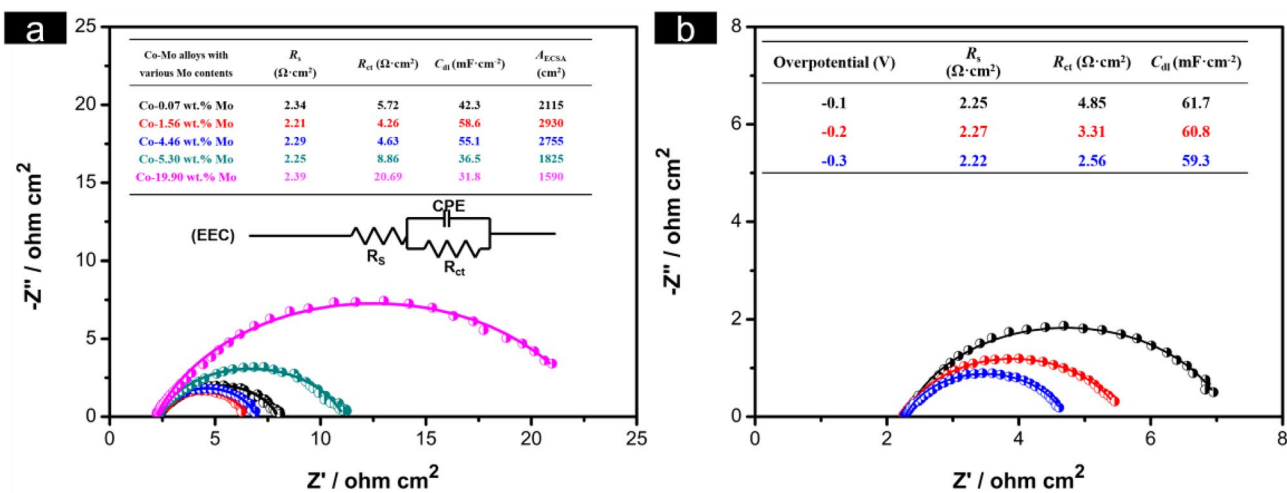 a
25
20
15
10
5
0
-Z" / ohm cm²
Co-Mo alloys with various Mo contents Rs (Ω·cm²) Rct (Ω·cm²) Cdl (mF·cm⁻²) AECSA (cm²)
Co-0.07 wt.% Mo 2.34 5.72 42.3 2115
Co-1.56 wt.% Mo 2.21 4.26 58.6 2930
Co-4.46 wt.% Mo 2.29 4.63 55.1 2755
Co-5.30 wt.% Mo 2.25 8.86 36.5 1825
Co-19.90 wt.% Mo 2.39 20.69 31.8 1590
CPE
(EEC)
Rs
Rct
0 5 10 15 20 25
Z' / ohm cm²
b
8
6
4
2
0
-Z" / ohm cm²
Overpotential (V) Rs (Ω·cm²) Rct (Ω·cm²) Cdl (mF·cm⁻²)
-0.1 2.25 4.85 61.7
-0.2 2.27 3.31 60.8
-0.3 2.22 2.56 59.3
0 2 4 6 8
Z' / ohm cm²